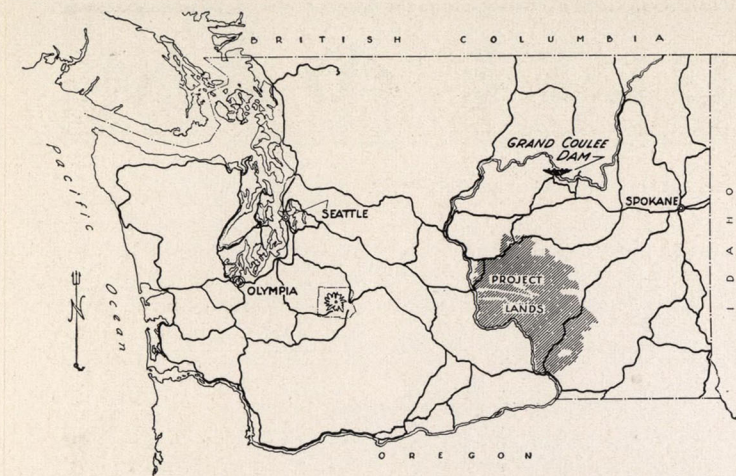 BRITISH COLUMBIA
GRAND COULEE
DAM
SPOKANE
IDAHO
pacific
Ocean
SEATTLE
OLYMPIA
PROJECT
LANDS
OREGON